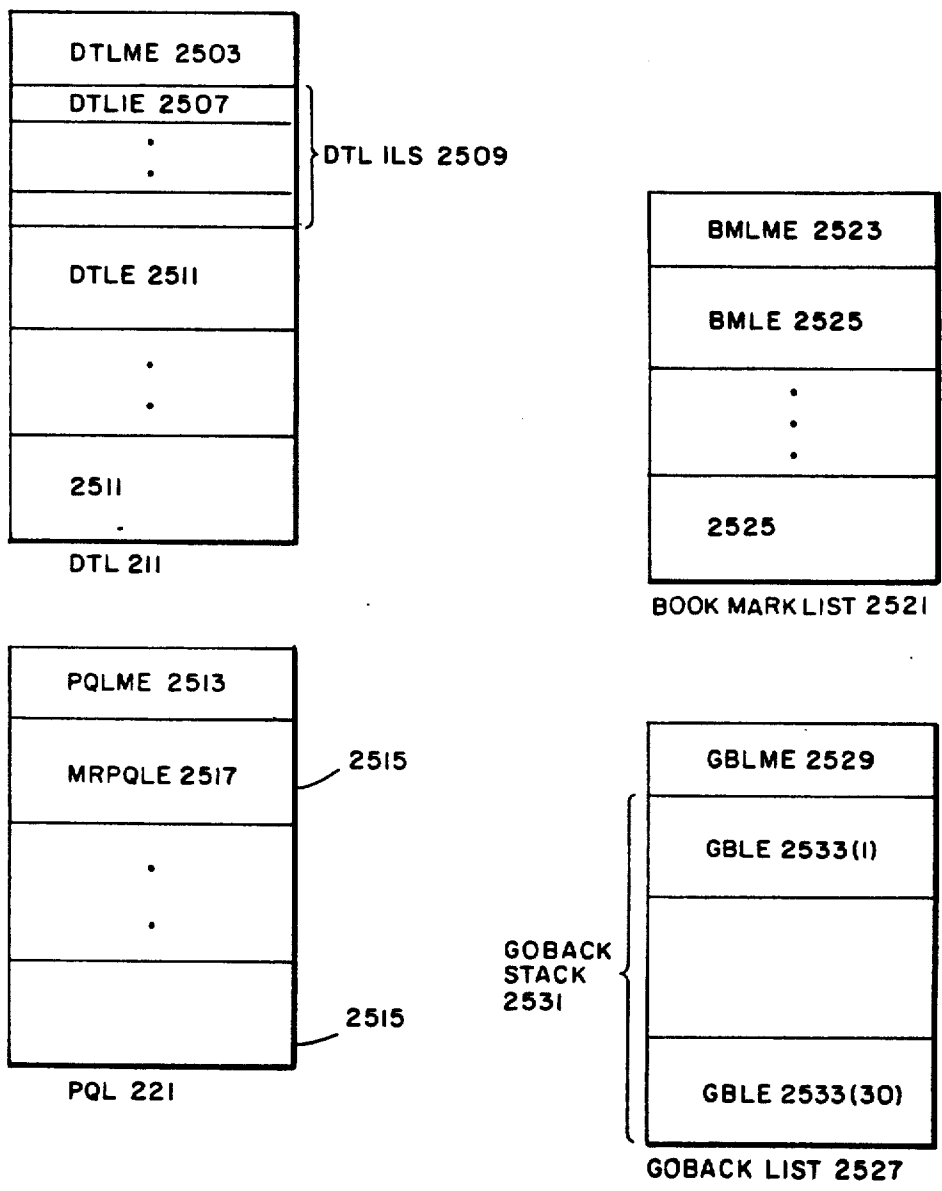 DTLME 2503
DTLIE 2507
DTL ILS 2509
DTLE 2511
2511
DTL 211
BMLME 2523
BMLE 2525
2525
BOOK MARK LIST 2521
PQLME 2513
MRPQLE 2517
2515
2515
PQL 221
GBLME 2529
GBLE 2533(1)
GOBACK
STACK
2531
GBLE 2533(30)
GOBACK LIST 2527